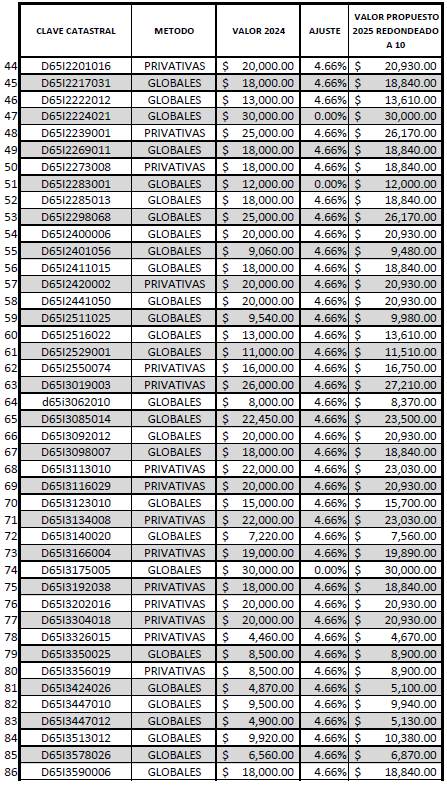 CLAVE CATASTRAL METODO VALOR 2024 AJUSTE VALOR PROPUESTO 2025 REDONDEADO A 10
44 D65I2201016 PRIVATIVAS $ 20,000.00 4.66% $ 20,930.00
45 D65I2217031 GLOBALES $ 18,000.00 4.66% $ 18,840.00
46 D65I2222012 GLOBALES $ 13,000.00 4.66% $ 13,610.00
47 D65I2224021 GLOBALES $ 30,000.00 0.00% $ 30,000.00
48 D65I2239001 PRIVATIVAS $ 25,000.00 4.66% $ 26,170.00
49 D65I2269011 GLOBALES $ 18,000.00 4.66% $ 18,840.00
50 D65I2273008 PRIVATIVAS $ 18,000.00 4.66% $ 18,840.00
51 D65I2283001 GLOBALES $ 12,000.00 0.00% $ 12,000.00
52 D65I2285013 GLOBALES $ 18,000.00 4.66% $ 18,840.00
53 D65I2298068 GLOBALES $ 25,000.00 4.66% $ 26,170.00
54 D65I2400006 GLOBALES $ 20,000.00 4.66% $ 20,930.00
55 D65I2401056 GLOBALES $ 9,060.00 4.66% $ 9,480.00
56 D65I2411015 GLOBALES $ 18,000.00 4.66% $ 18,840.00
57 D65I2420002 PRIVATIVAS $ 20,000.00 4.66% $ 20,930.00
58 D65I2441050 GLOBALES $ 20,000.00 4.66% $ 20,930.00
59 D65I2511025 GLOBALES $ 9,540.00 4.66% $ 9,980.00
60 D65I2516022 GLOBALES $ 13,000.00 4.66% $ 13,610.00
61 D65I2529001 GLOBALES $ 11,000.00 4.66% $ 11,510.00
62 D65I2550074 PRIVATIVAS $ 16,000.00 4.66% $ 16,750.00
63 D65I3019003 PRIVATIVAS $ 26,000.00 4.66% $ 27,210.00
64 d65i3062010 GLOBALES $ 8,000.00 4.66% $ 8,370.00
65 D65I3085014 GLOBALES $ 22,450.00 4.66% $ 23,500.00
66 D65I3092012 GLOBALES $ 20,000.00 4.66% $ 20,930.00
67 D65I3098007 GLOBALES $ 18,000.00 4.66% $ 18,840.00
68 D65I3113010 PRIVATIVAS $ 22,000.00 4.66% $ 23,030.00
69 D65I3116029 PRIVATIVAS $ 20,000.00 4.66% $ 20,930.00
70 D65I3123010 GLOBALES $ 15,000.00 4.66% $ 15,700.00
71 D65I3134008 PRIVATIVAS $ 22,000.00 4.66% $ 23,030.00
72 D65I3140020 GLOBALES $ 7,220.00 4.66% $ 7,560.00
73 D65I3166004 PRIVATIVAS $ 19,000.00 4.66% $ 19,890.00
74 D65I3175005 GLOBALES $ 30,000.00 0.00% $ 30,000.00
75 D65I3192038 PRIVATIVAS $ 18,000.00 4.66% $ 18,840.00
76 D65I3202016 PRIVATIVAS $ 20,000.00 4.66% $ 20,930.00
77 D65I3304018 PRIVATIVAS $ 20,000.00 4.66% $ 20,930.00
78 D65I3326015 PRIVATIVAS $ 4,460.00 4.66% $ 4,670.00
79 D65I3350025 GLOBALES $ 8,500.00 4.66% $ 8,900.00
80 D65I3356019 PRIVATIVAS $ 8,500.00 4.66% $ 8,900.00
81 D65I3424026 GLOBALES $ 4,870.00 4.66% $ 5,100.00
82 D65I3447010 GLOBALES $ 9,500.00 4.66% $ 9,940.00
83 D65I3447012 GLOBALES $ 4,900.00 4.66% $ 5,130.00
84 D65I3513012 GLOBALES $ 9,920.00 4.66% $ 10,380.00
85 D65I3578026 GLOBALES $ 6,560.00 4.66% $ 6,870.00
86 D65I3590006 GLOBALES $ 18,000.00 4.66% $ 18,840.00